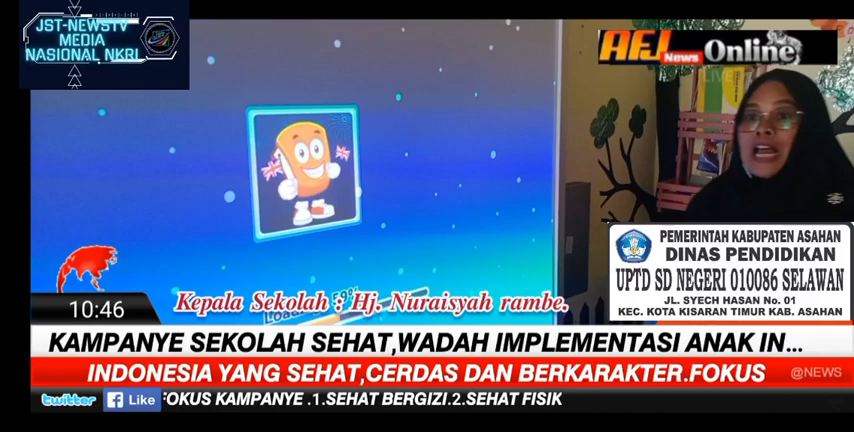 JST-NEWSTV
MEDIA
NASIONAL NKRI
AEJ News Online
LIVE
PEMERINTAH KABUPATEN ASAHAN
DINAS PENDIDIKAN
UPTD SD NEGERI 010086 SELAWAN
JL. SYECH HASAN No. 01
KEC. KOTA KISARAN TIMUR KAB. ASAHAN
10:46
Kepala Sekolah : Hj. Nuraisyah rambe.
KAMPANYE SEKOLAH SEHAT,WADAH IMPLEMENTASI ANAK IN...
INDONESIA YANG SEHAT,CERDAS DAN BERKARAKTER.FOKUS
@NEWS
twitter
f Like
FOKUS KAMPANYE .1.SEHAT BERGIZI.2.SEHAT FISIK